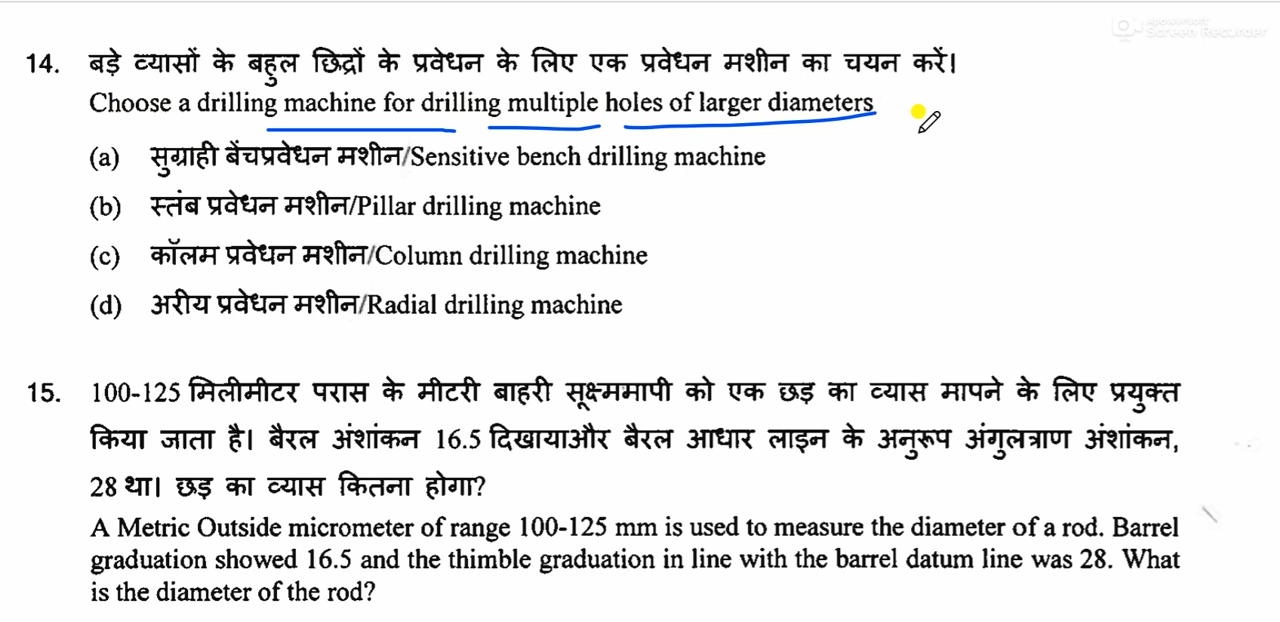 Apowersoft
Screen Recorder
14. बड़े व्यासों के बहुल छिद्रों के प्रवेधन के लिए एक प्रवेधन मशीन का चयन करें।
Choose a drilling machine for drilling multiple holes of larger diameters
(a) सुग्राही बेंचप्रवेधन मशीन/Sensitive bench drilling machine
(b) स्तंब प्रवेधन मशीन/Pillar drilling machine
(c) कॉलम प्रवेधन मशीन/Column drilling machine
(d) अरीय प्रवेधन मशीन/Radial drilling machine
15. 100-125 मिलीमीटर परास के मीटरी बाहरी सूक्ष्ममापी को एक छड़ का व्यास मापने के लिए प्रयुक्त
किया जाता है। बैरल अंशांकन 16.5 दिखायाऔर बैरल आधार लाइन के अनुरूप अंगुलत्राण अंशांकन,
28 था। छड़ का व्यास कितना होगा?
A Metric Outside micrometer of range 100-125 mm is used to measure the diameter of a rod. Barrel
graduation showed 16.5 and the thimble graduation in line with the barrel datum line was 28. What
is the diameter of the rod?